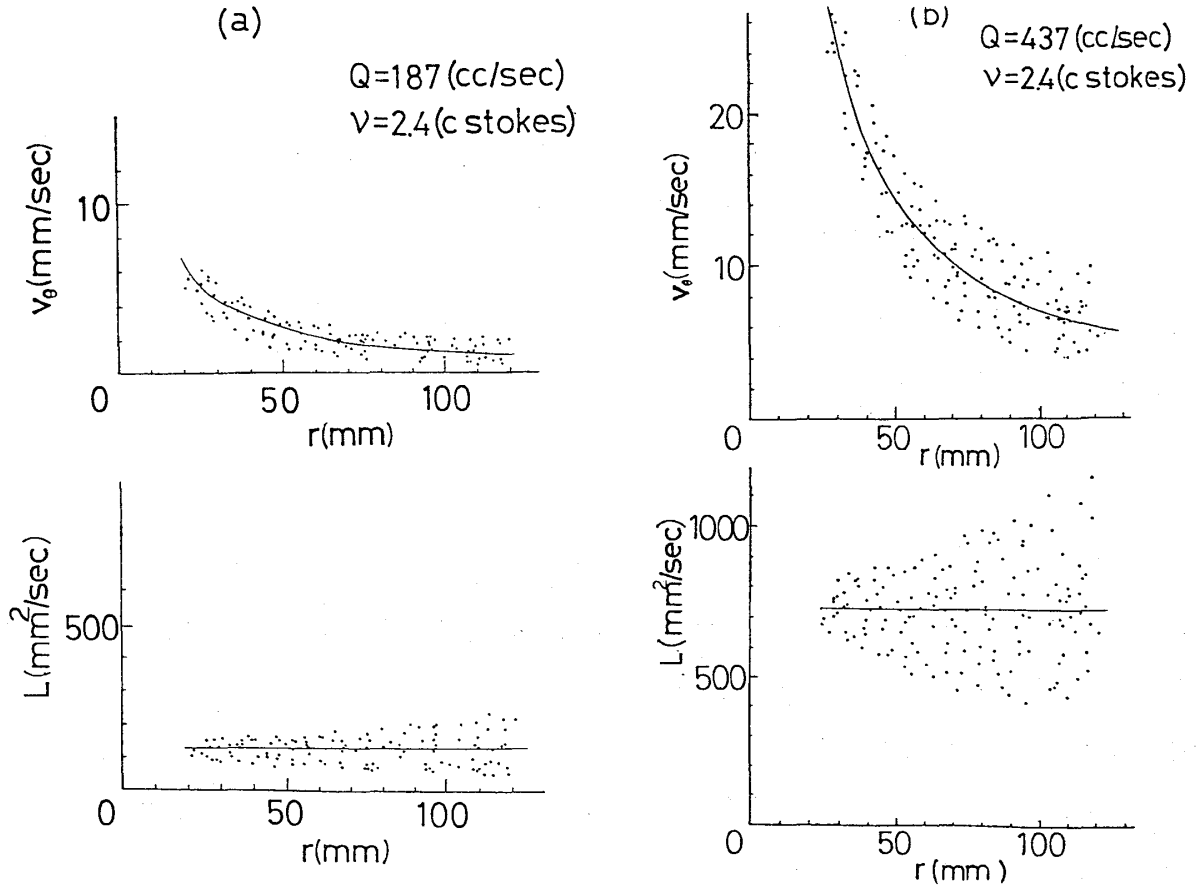 (a)
Q=187 (cc/sec)
ν=2.4 (c stokes)
10
vθ(mm/sec)
0
50
100
r(mm)
L(mm²/sec)
500
0
50
100
r(mm)
(b)
Q=437 (cc/sec)
ν=2.4 (c stokes)
20
10
vθ(mm/sec)
0
50
100
r(mm)
L(mm²/sec)
1000
500
0
50
100
r(mm)